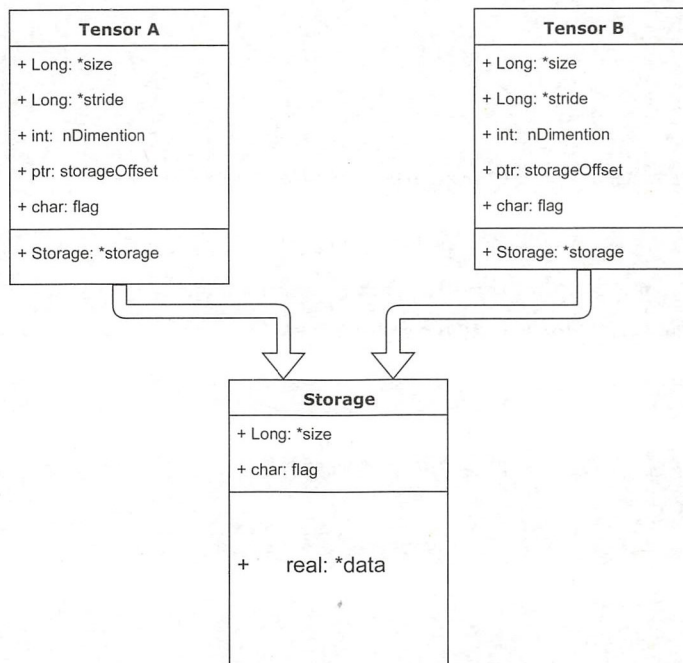 Tensor A
+ Long: *size
+ Long: *stride
+ int: nDimention
+ ptr: storageOffset
+ char: flag
+ Storage: *storage
Tensor B
+ Long: *size
+ Long: *stride
+ int: nDimention
+ ptr: storageOffset
+ char: flag
+ Storage: *storage
Storage
+ Long: *size
+ char: flag
+ real: *data